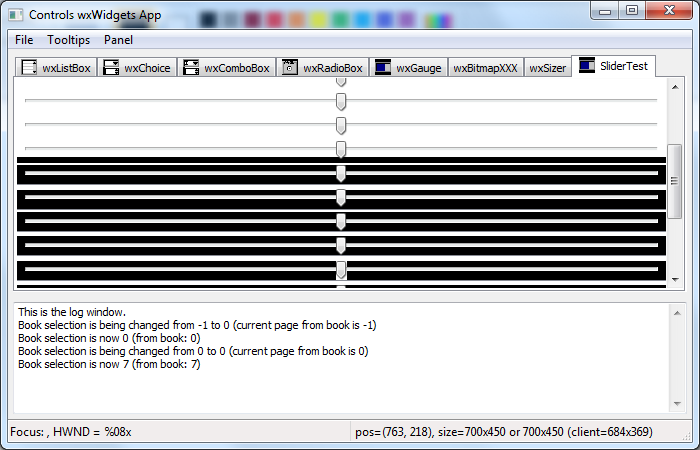 Controls wxWidgets App
File Tooltips Panel
wxListBox wxChoice wxComboBox wxRadioBox wxGauge wxBitmapXXX wxSizer SliderTest
This is the log window.
Book selection is being changed from -1 to 0 (current page from book is -1)
Book selection is now 0 (from book: 0)
Book selection is being changed from 0 to 0 (current page from book is 0)
Book selection is now 7 (from book: 7)
Focus: , HWND = %08x pos=(763, 218), size=700x450 or 700x450 (client=684x369)